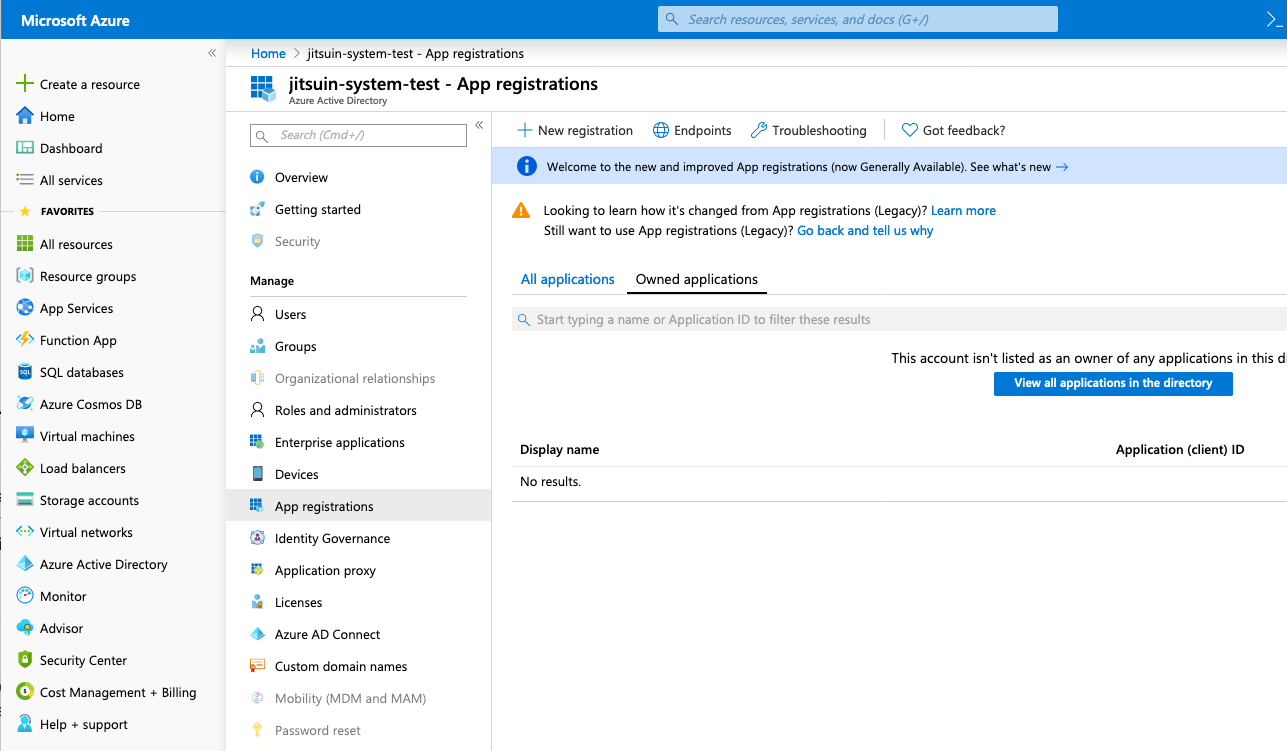 Microsoft Azure
Search resources, services, and docs (G+/)
Create a resource
Home
Dashboard
All services
FAVORITES
All resources
Resource groups
App Services
Function App
SQL databases
Azure Cosmos DB
Virtual machines
Load balancers
Storage accounts
Virtual networks
Azure Active Directory
Monitor
Advisor
Security Center
Cost Management + Billing
Help + support
Home > jitsuin-system-test - App registrations
jitsuin-system-test - App registrations
Azure Active Directory
Search (Cmd+/)
Overview
Getting started
Security
Manage
Users
Groups
Organizational relationships
Roles and administrators
Enterprise applications
Devices
App registrations
Identity Governance
Application proxy
Licenses
Azure AD Connect
Custom domain names
Mobility (MDM and MAM)
Password reset
New registration Endpoints Troubleshooting Got feedback?
Welcome to the new and improved App registrations (now Generally Available). See what's new →
Looking to learn how it's changed from App registrations (Legacy)? Learn more
Still want to use App registrations (Legacy)? Go back and tell us why
All applications Owned applications
Start typing a name or Application ID to filter these results
This account isn't listed as an owner of any applications in this
View all applications in the directory
Display name Application (client) ID
No results.